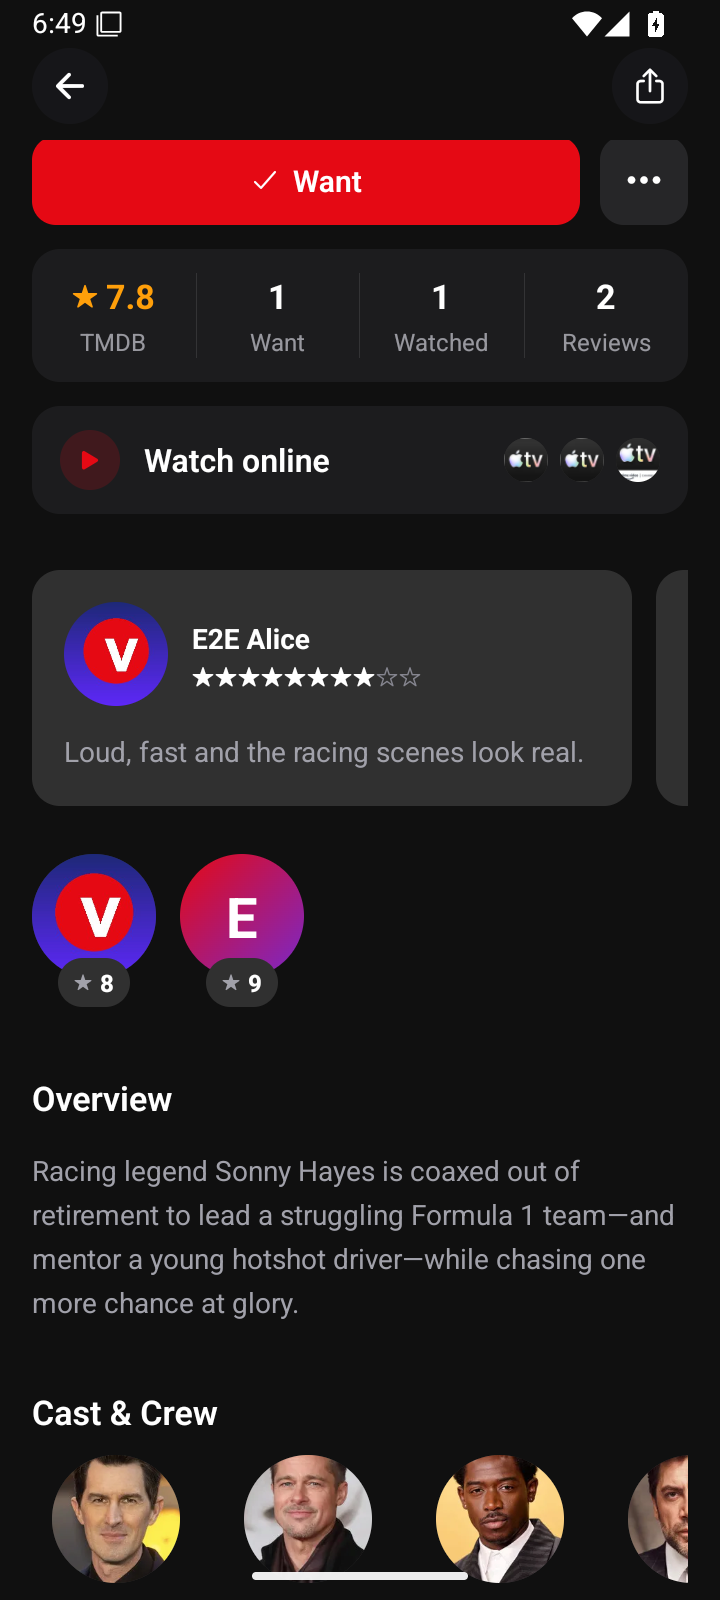 6:49
Want
7.8
1
1
2
TMDB
Want
Watched
Reviews
Watch online
tv
tv
tv
V
E2E Alice
Loud, fast and the racing scenes look real.
V
E
8
9
Overview
Racing legend Sonny Hayes is coaxed out of
retirement to lead a struggling Formula 1 team—and
mentor a young hotshot driver—while chasing one
more chance at glory.
Cast & Crew